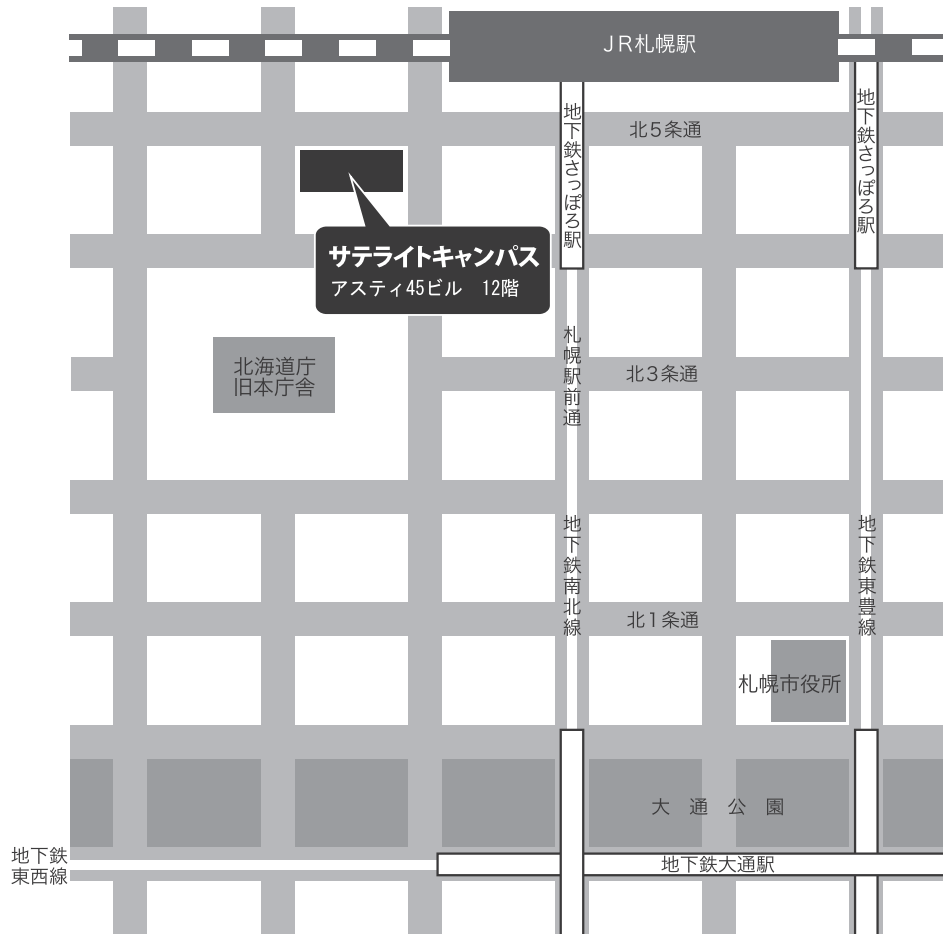 ＪＲ札幌駅
北５条通
地下鉄さっぽろ駅
地下鉄さっぽろ駅
サテライトキャンパス
アスティ45ビル　12階
北海道庁
旧本庁舎
札幌駅前通
北３条通
地下鉄南北線
地下鉄東豊線
北１条通
札幌市役所
大　通　公　園
地下鉄
東西線
地下鉄大通駅